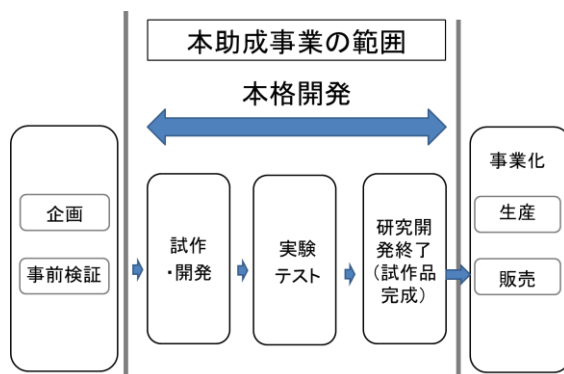 本助成事業の範囲
本格開発
企画
事前検証
試作
・開発
実験
テスト
研究開
発終了
(試作品
完成)
事業化
生産
販売